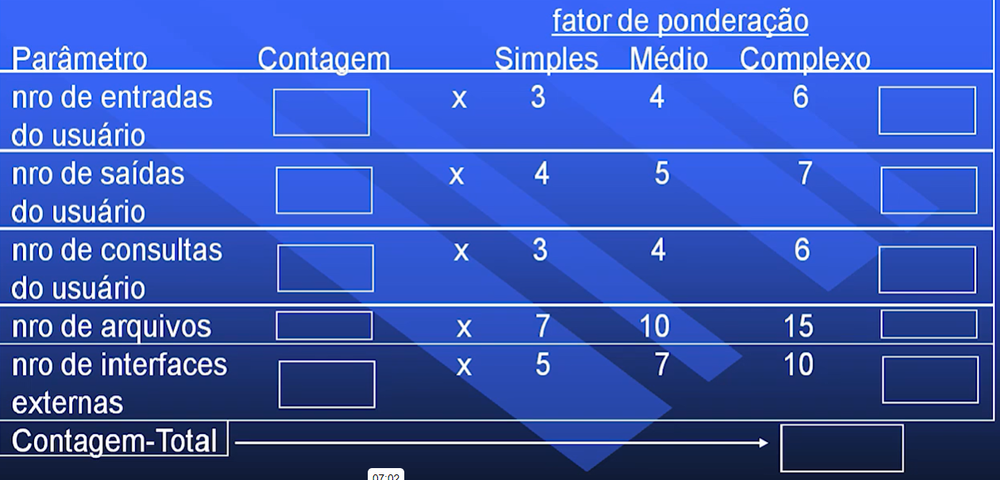 fator de ponderação
Parâmetro Contagem Simples Médio Complexo
nro de entradas x 3 4 6
do usuário
nro de saídas x 4 5 7
do usuário
nro de consultas x 3 4 6
do usuário
nro de arquivos x 7 10 15
nro de interfaces x 5 7 10
externas
Contagem-Total
07:02